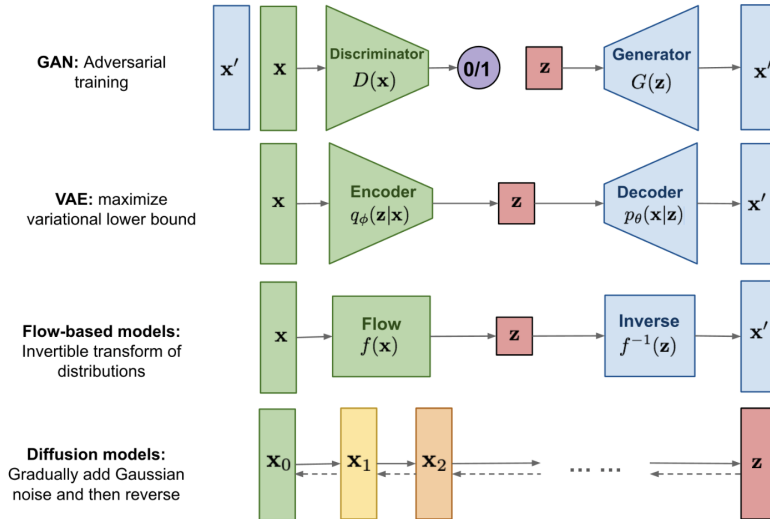 GAN: Adversarial
training
x′
x
Discriminator
D(x)
0/1
z
Generator
G(z)
x′
VAE: maximize
variational lower bound
x
Encoder
qϕ(z|x)
z
Decoder
pθ(x|z)
x′
Flow-based models:
Invertible transform of
distributions
x
Flow
f(x)
z
Inverse
f⁻¹(z)
x′
Diffusion models:
Gradually add Gaussian
noise and then reverse
x₀
x₁
x₂
... ...
z